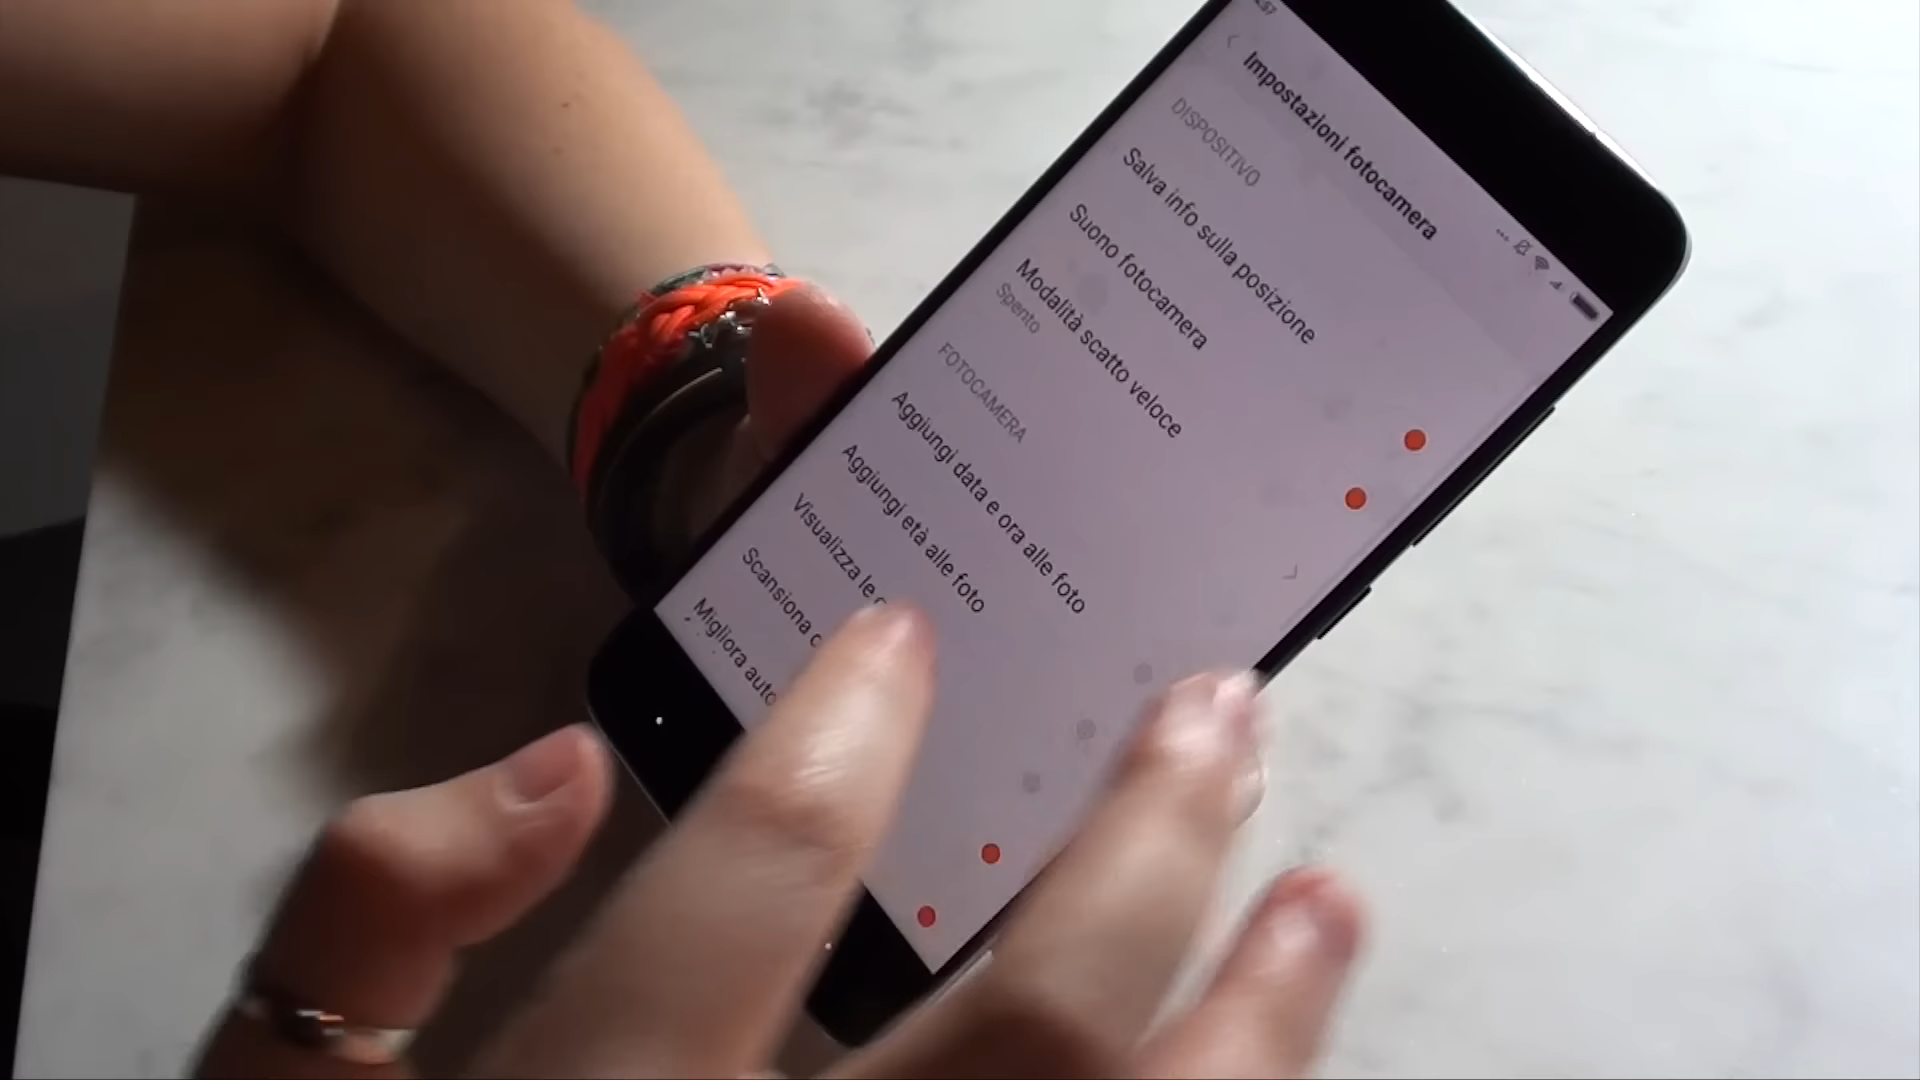 Impostazioni fotocamera
DISPOSITIVO
Salva info sulla posizione
Suono fotocamera
Modalità scatto veloce
Spento
FOTOCAMERA
Aggiungi data e ora alle foto
Aggiungi età alle foto
Visualizza le
Scansiona
Migliora auto